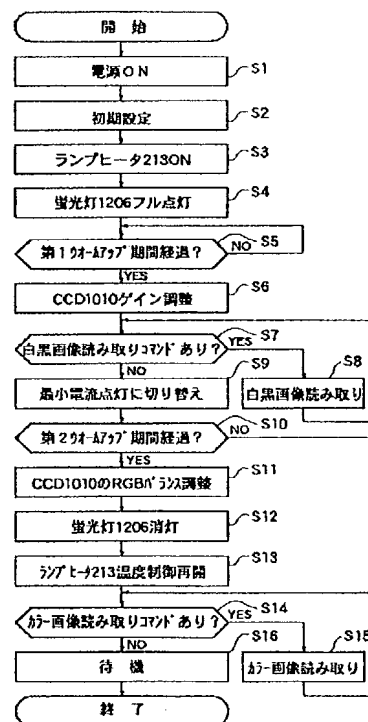 開始
電源ON
S1
初期設定
S2
ランプヒータ213ON
S3
蛍光灯1206フル点灯
S4
第1ウオームアップ期間経過?
NO
S5
YES
CCD1010ゲイン調整
S6
白黒画像読み取りコマンドあり?
YES
S7
NO
S9
S8
最小電流点灯に切り替え
白黒画像読み取り
第2ウオームアップ期間経過?
NO
S10
YES
CCD1010のRGBバランス調整
S11
蛍光灯1206消灯
S12
ランプヒータ213温度制御再開
S13
カラー画像読み取りコマンドあり?
YES
S14
NO
S16
S15
待機
カラー画像読み取り
終了